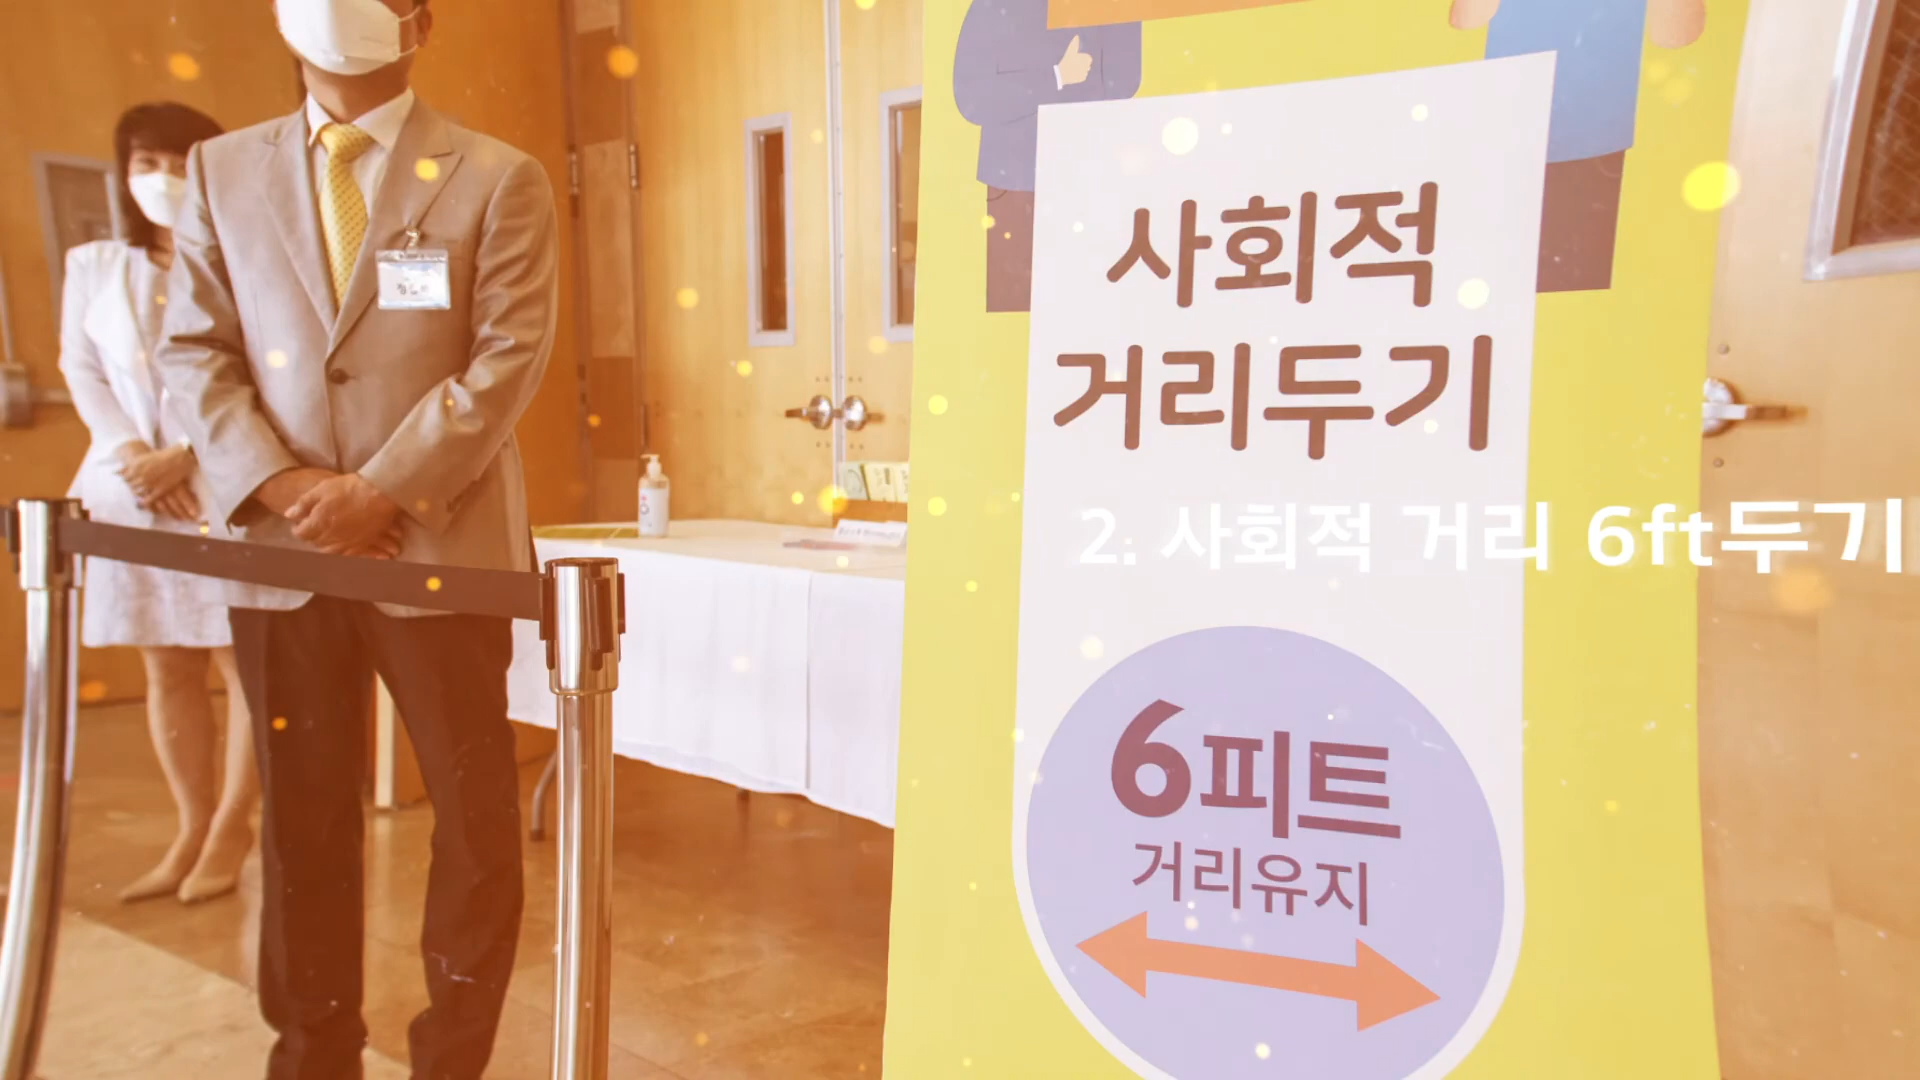 사회적
거리두기
2. 사회적 거리 6ft두기
6피트
거리유지